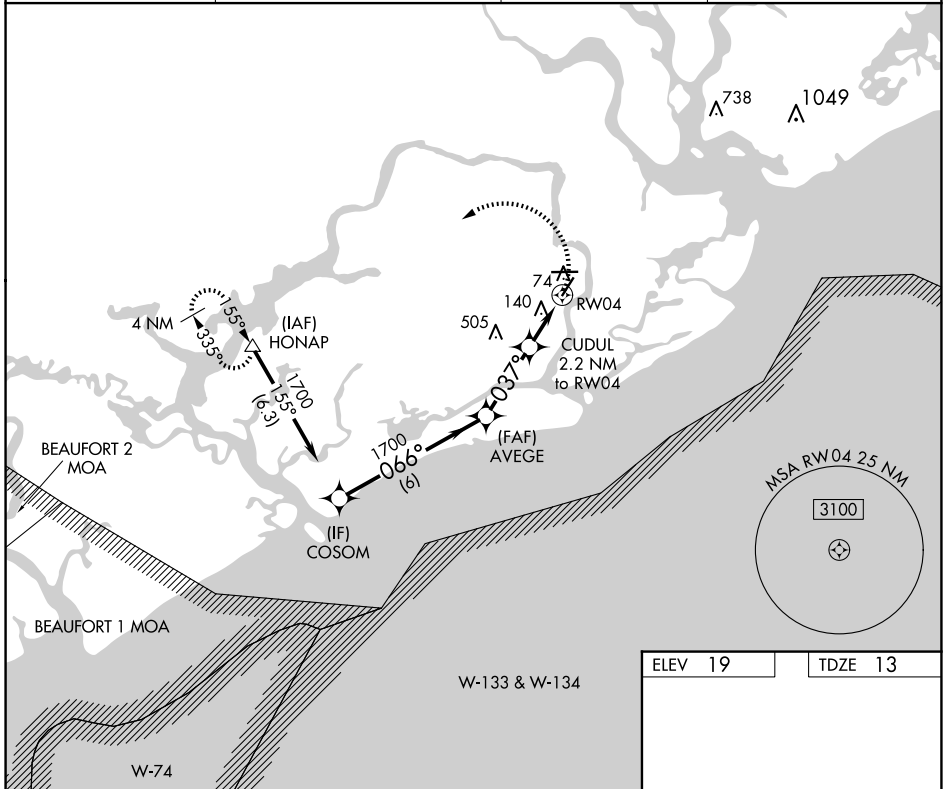 738
1049
74
RW04
140
505
CUDUL
2.2 NM
to RW04
4 NM
155°
335°
(IAF)
HONAP
1700
155°
(6.3)
037°
(FAF)
AVEGE
1700
066°
(6)
(IF)
COSOM
BEAUFORT 2
MOA
BEAUFORT 1 MOA
MSA RW04 25 NM
3100
W-133 & W-134
W-74
ELEV 19
TDZE 13